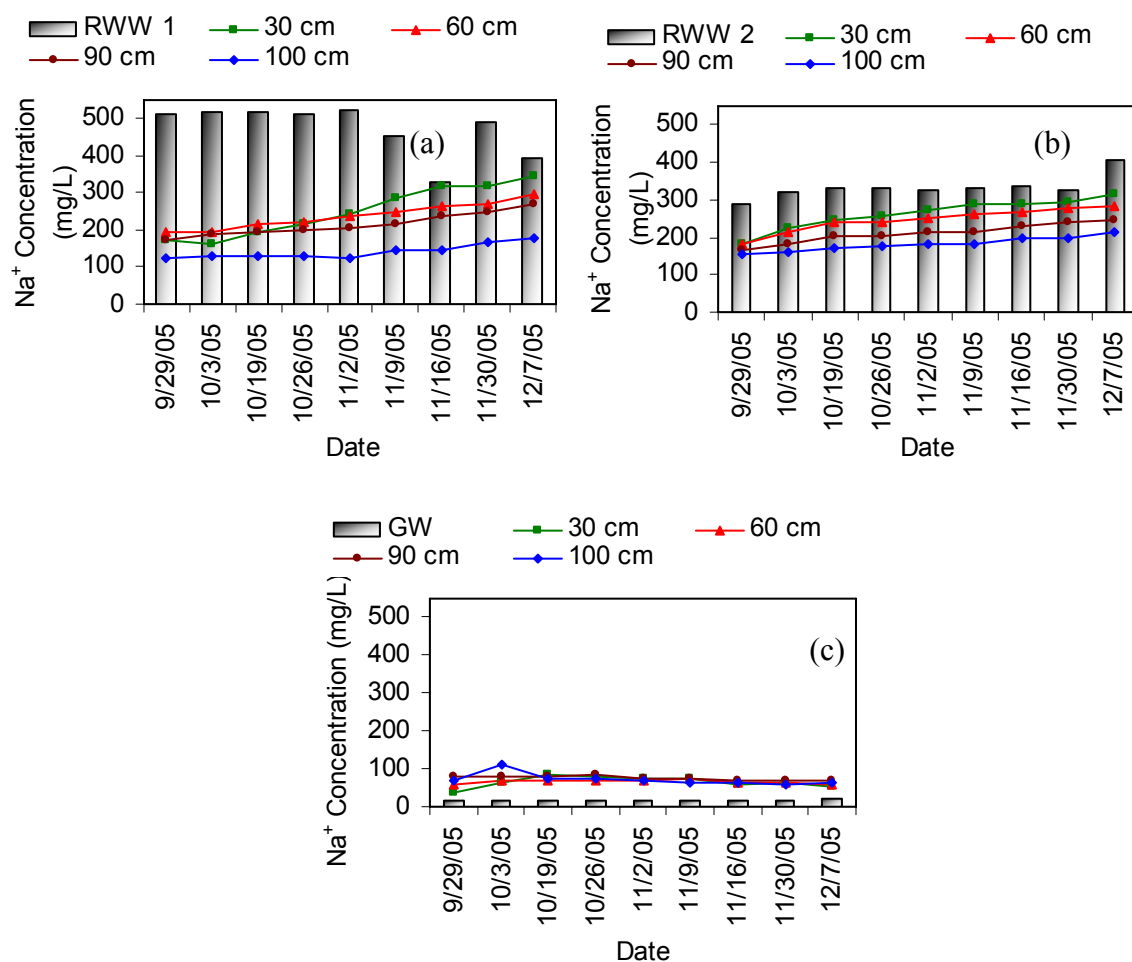 RWW 1 30 cm 60 cm
90 cm 100 cm
Na+ Concentration
(mg/L)
500
400
300
200
100
0
(a)
9/29/05 10/3/05 10/19/05 10/26/05 11/2/05 11/9/05 11/16/05 11/30/05 12/7/05
Date
RWW 2 30 cm 60 cm
90 cm 100 cm
Na+ Concentration
(mg/L)
500
400
300
200
100
0
(b)
9/29/05 10/3/05 10/19/05 10/26/05 11/2/05 11/9/05 11/16/05 11/30/05 12/7/05
Date
GW 30 cm 60 cm
90 cm 100 cm
Na+ Concentration (mg/L)
500
400
300
200
100
0
(c)
9/29/05 10/3/05 10/19/05 10/26/05 11/2/05 11/9/05 11/16/05 11/30/05 12/7/05
Date